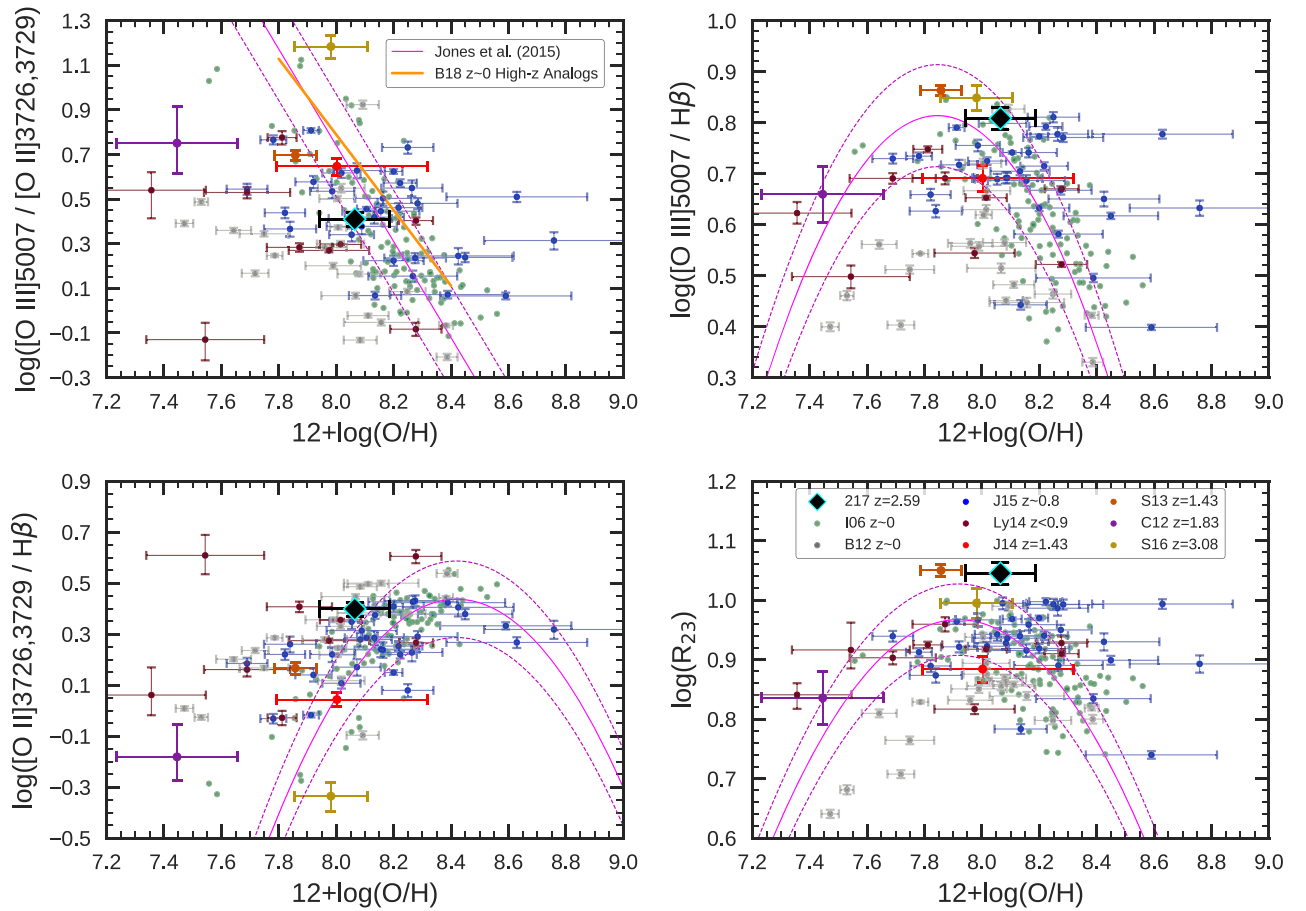 log([O III]5007 / [O II]3726,3729)
1.3
1.1
0.9
0.7
0.5
0.3
0.1
−0.1
−0.3
Jones et al. (2015)
B18 z~0 High-z Analogs
7.2 7.4 7.6 7.8 8.0 8.2 8.4 8.6 8.8 9.0
12+log(O/H)
log([O III]5007 / Hβ)
1.0
0.9
0.8
0.7
0.6
0.5
0.4
0.3
7.2 7.4 7.6 7.8 8.0 8.2 8.4 8.6 8.8 9.0
12+log(O/H)
log([O II]3726,3729 / Hβ)
0.9
0.7
0.5
0.3
0.1
−0.1
−0.3
−0.5
7.2 7.4 7.6 7.8 8.0 8.2 8.4 8.6 8.8 9.0
12+log(O/H)
log(R23)
1.2
1.1
1.0
0.9
0.8
0.7
0.6
217 z=2.59 J15 z~0.8 S13 z=1.43
I06 z~0 Ly14 z<0.9 C12 z=1.83
B12 z~0 J14 z=1.43 S16 z=3.08
7.2 7.4 7.6 7.8 8.0 8.2 8.4 8.6 8.8 9.0
12+log(O/H)